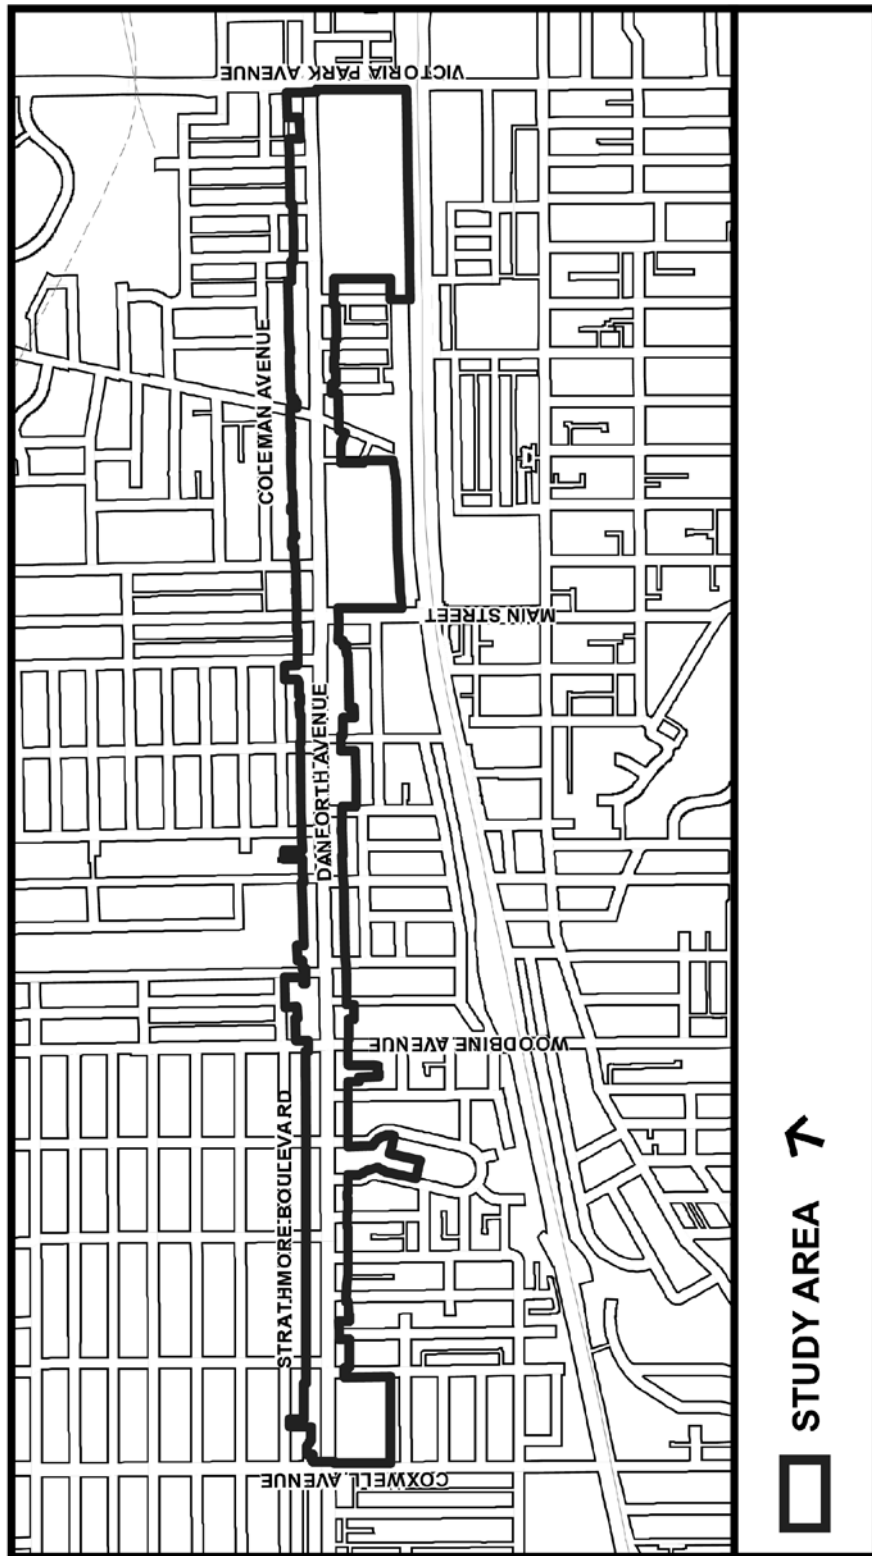 VICTORIA PARK AVENUE
COLEMAN AVENUE
MAIN STREET
DANFORTH AVENUE
WOODBINE AVENUE
STRATHMORE BOULEVARD
COXWELL AVENUE
STUDY AREA